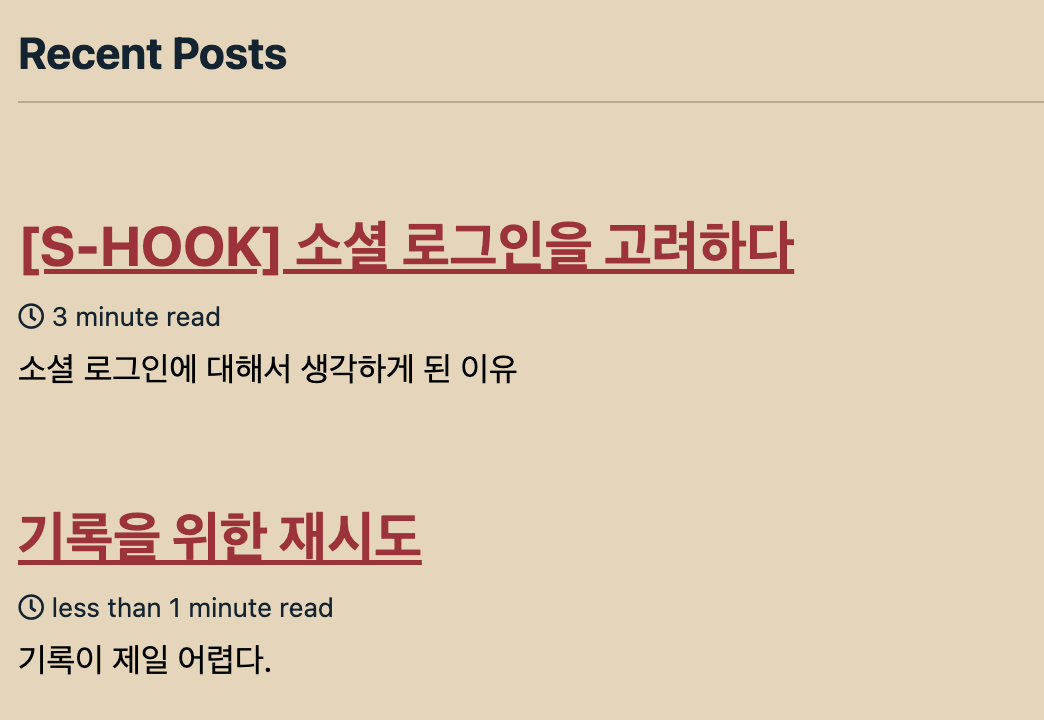 Recent Posts
[S-HOOK] 소셜 로그인을 고려하다
3 minute read
소셜 로그인에 대해서 생각하게 된 이유
기록을 위한 재시도
less than 1 minute read
기록이 제일 어렵다.